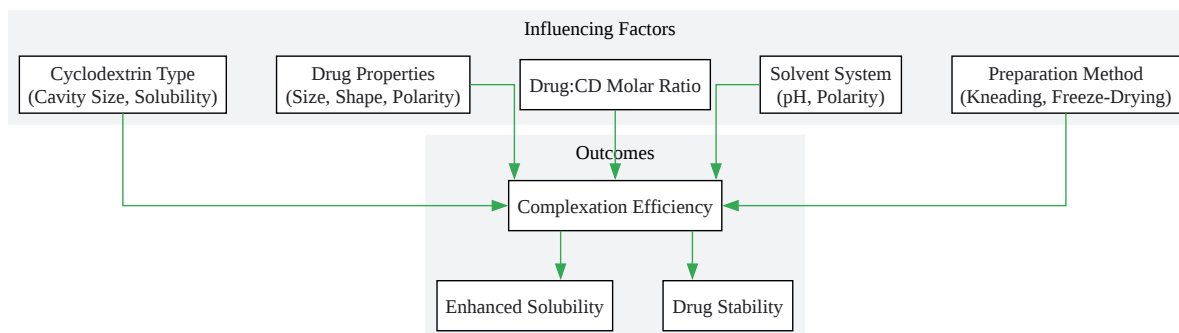 Influencing Factors
Cyclodextrin Type
(Cavity Size, Solubility)
Drug Properties
(Size, Shape, Polarity)
Drug:CD Molar Ratio
Solvent System
(pH, Polarity)
Preparation Method
(Kneading, Freeze-Drying)
Outcomes
Complexation Efficiency
Enhanced Solubility
Drug Stability